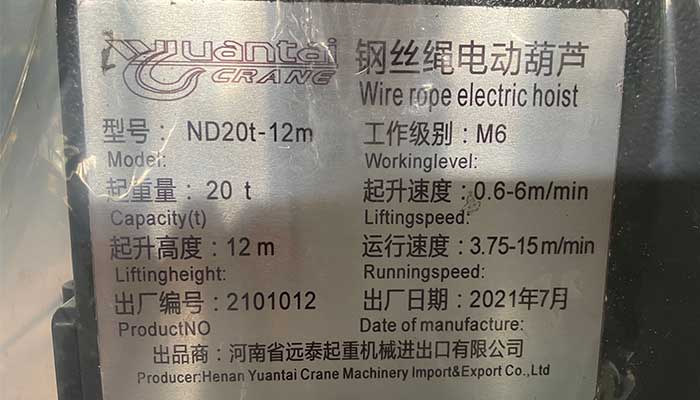 Yuantai
CRANE
钢丝绳电动葫芦
Wire rope electric hoist
型号：ND20t-12m
Model:
工作级别：M6
Workinglevel:
起重量：20 t
Capacity(t)
起升速度：0.6-6m/min
Liftingspeed:
起升高度：12 m
Liftingheight:
运行速度：3.75-15m/min
Runningspeed:
出厂编号：2101012
ProductNO
出厂日期：2021年7月
Date of manufacture:
出品商：河南省远泰起重机械进出口有限公司
Producer:Henan Yuantai Crane Machinery Import&Export Co.,Ltd